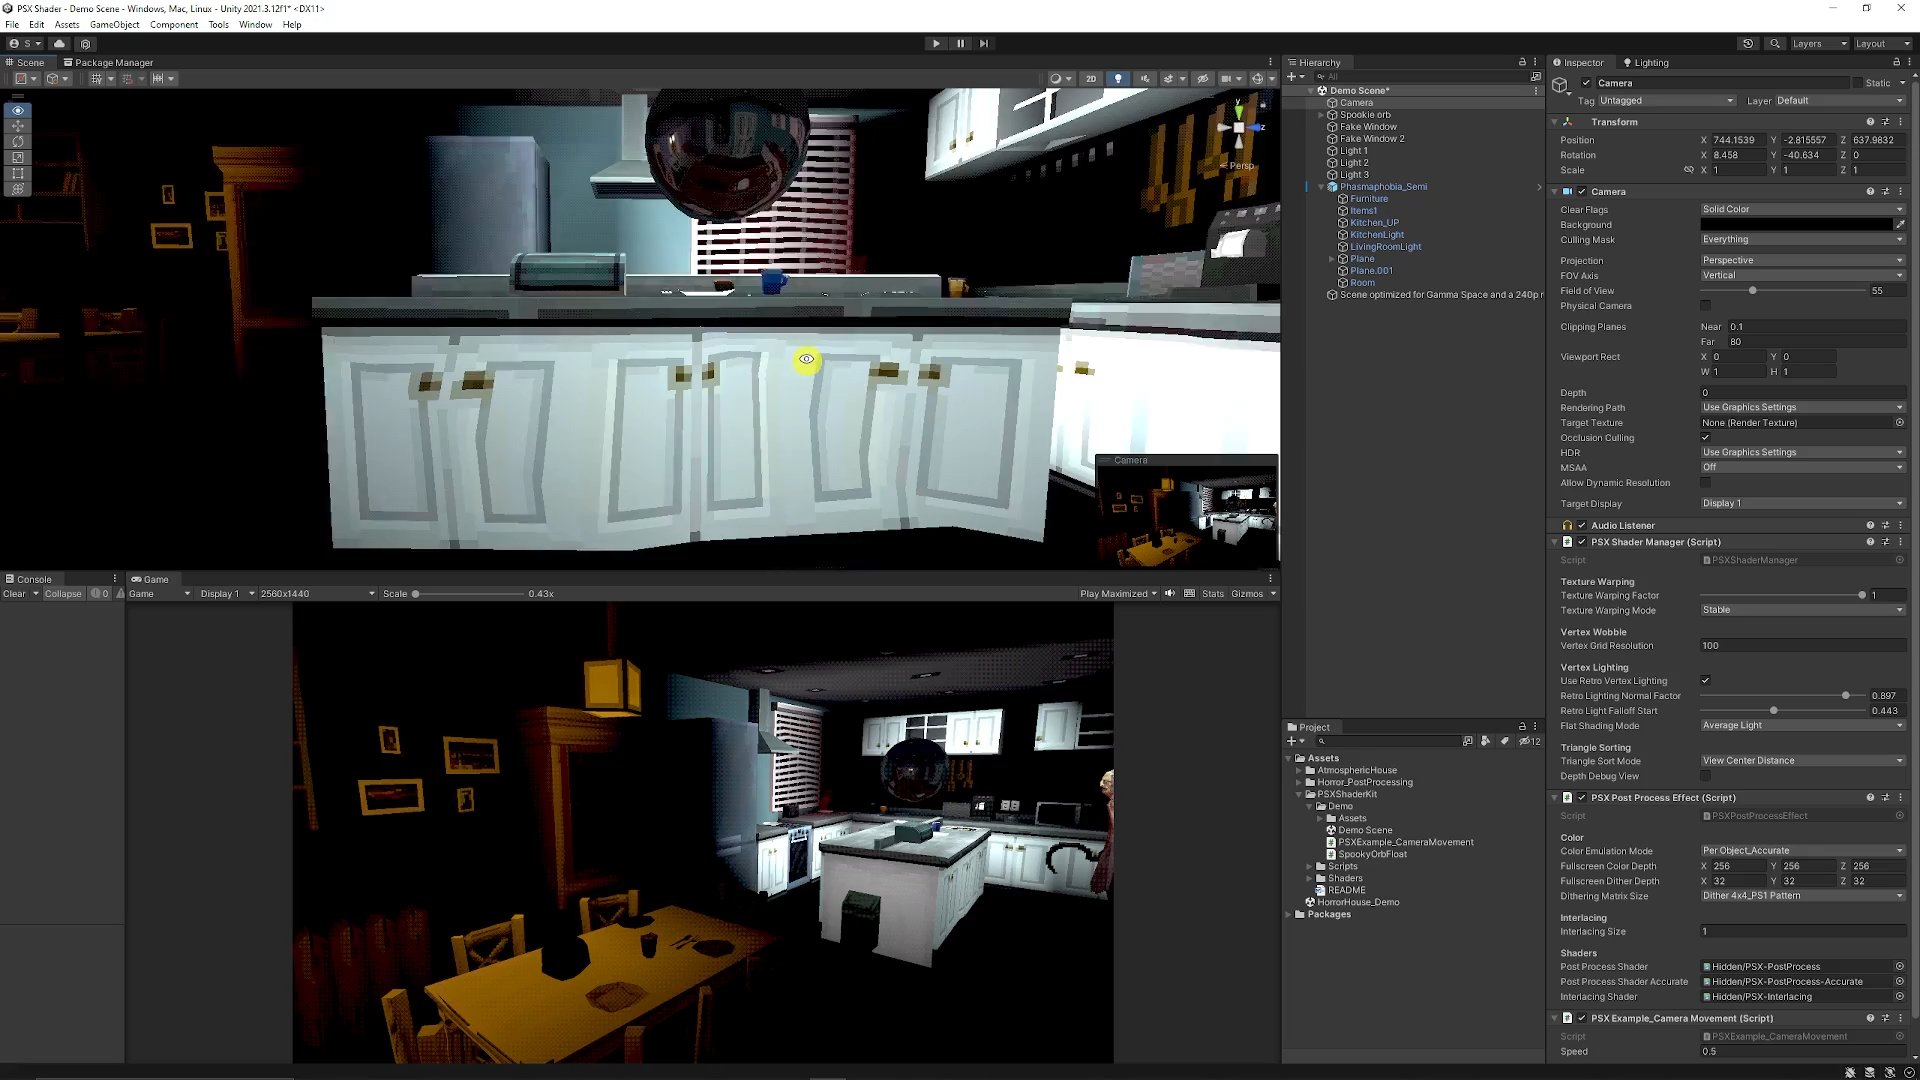 PSX Shader - Demo Scene - Windows, Mac, Linux - Unity 2021.3.12f1* <DX11>
File Edit Assets GameObject Component Tools Window Help
S Layers Layout
Scene Package Manager
2D
Persp
Camera
Console Game
Clear Collapse 0 Game Display 1 2560x1440 Scale 0.43x Play Maximized Stats Gizmos
Hierarchy
All
Demo Scene*
Camera
Spookie orb
Fake Window
Fake Window 2
Light 1
Light 2
Light 3
Phasmaphobia_Semi
Furniture
Items1
Kitchen_UP
KitchenLight
LivingRoomLight
Plane
Plane.001
Room
Scene optimized for Gamma Space and a 240p r
Project
12
Assets
AtmosphericHouse
Horror_PostProcessing
PSXShaderKit
Demo
Assets
Demo Scene
PSXExample_CameraMovement
SpookyOrbFloat
Scripts
Shaders
README
HorrorHouse_Demo
Packages
Inspector Lighting
Camera Static
Tag Untagged Layer Default
Transform
Position X 744.1539 Y -2.815557 Z 637.9832
Rotation X 8.458 Y -40.634 Z 0
Scale X 1 Y 1 Z 1
Camera
Clear Flags Solid Color
Background
Culling Mask Everything
Projection Perspective
FOV Axis Vertical
Field of View 55
Physical Camera
Clipping Planes Near 0.1
Far 80
Viewport Rect X 0 Y 0
W 1 H 1
Depth 0
Rendering Path Use Graphics Settings
Target Texture None (Render Texture)
Occlusion Culling
HDR Use Graphics Settings
MSAA Off
Allow Dynamic Resolution
Target Display Display 1
Audio Listener
PSX Shader Manager (Script)
Script PSXShaderManager
Texture Warping
Texture Warping Factor 1
Texture Warping Mode Stable
Vertex Wobble
Vertex Grid Resolution 100
Vertex Lighting
Use Retro Vertex Lighting
Retro Lighting Normal Factor 0.897
Retro Light Falloff Start 0.443
Flat Shading Mode Average Light
Triangle Sorting
Triangle Sort Mode View Center Distance
Depth Debug View
PSX Post Process Effect (Script)
Script PSXPostProcessEffect
Color
Color Emulation Mode Per Object_Accurate
Fullscreen Color Depth X 256 Y 256 Z 256
Fullscreen Dither Depth X 32 Y 32 Z 32
Dithering Matrix Size Dither 4x4_PS1 Pattern
Interlacing
Interlacing Size 1
Shaders
Post Process Shader Hidden/PSX-PostProcess
Post Process Shader Accurate Hidden/PSX-PostProcess-Accurate
Interlacing Shader Hidden/PSX-Interlacing
PSX Example_Camera Movement (Script)
Script PSXExample_CameraMovement
Speed 0.5